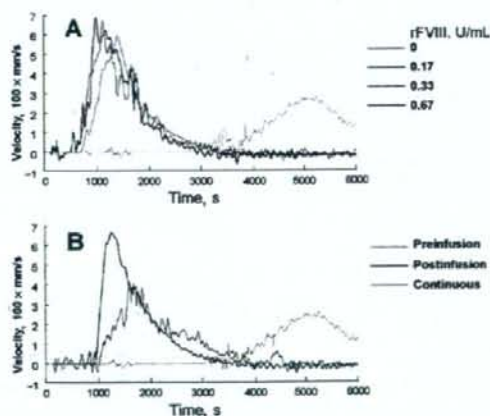 A
rFVIII, U/mL
0
0.17
0.33
0.67
Velocity, 100 × mm/s
7
6
5
4
3
2
1
0
−1
0 1000 2000 3000 4000 5000 6000
Time, s
B
Preinfusion
Postinfusion
Continuous
Velocity, 100 × mm/s
7
6
5
4
3
2
1
0
−1
0 1000 2000 3000 4000 5000 6000
Time, s